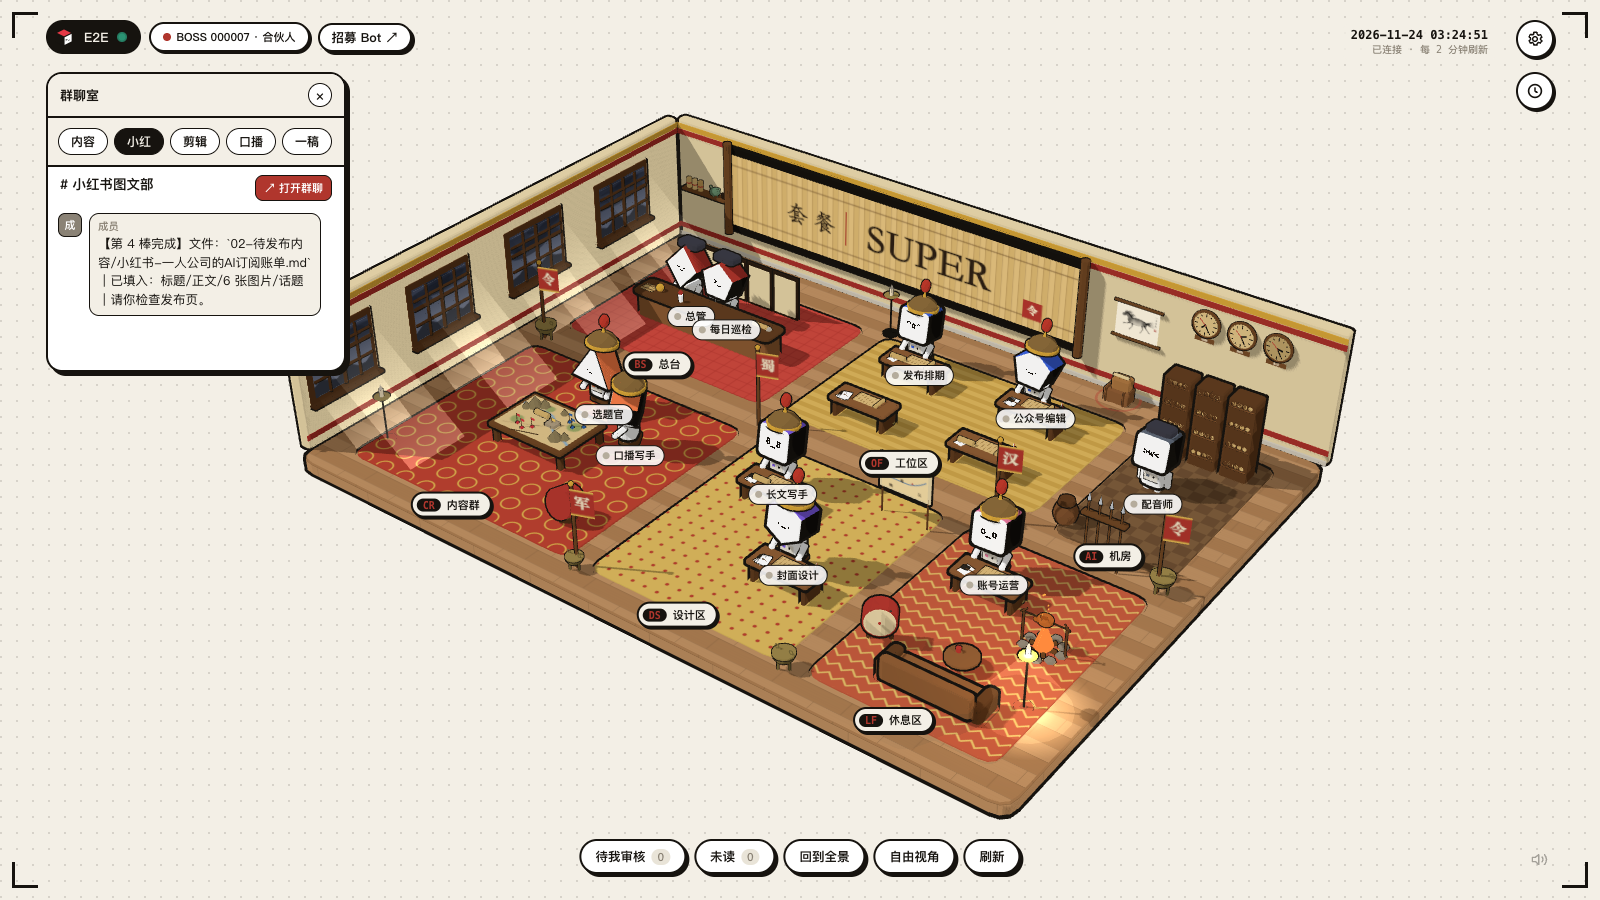 E2E
BOSS 000007 · 合伙人
招募 Bot ↗
2026-11-24 03:24:51
已连接 · 每 2 分钟刷新
群聊室
×
内容
小红
剪辑
口播
一稿
# 小红书图文部
↗ 打开群聊
成
成员
【第 4 棒完成】文件：`02-待发布内
容/小红书-一人公司的AI订阅账单.md`
｜已填入：标题/正文/6 张图片/话题
｜请你检查发布页。
套餐
SUPER
令
令
总管
每日巡检
BS 总台
蜀
发布排期
公众号编辑
选题官
口播写手
汉
OF 工位区
长文写手
配音师
CR 内容群
军
令
AI 机房
封面设计
账号运营
DS 设计区
LF 休息区
待我审核 0
未读 0
回到全景
自由视角
刷新